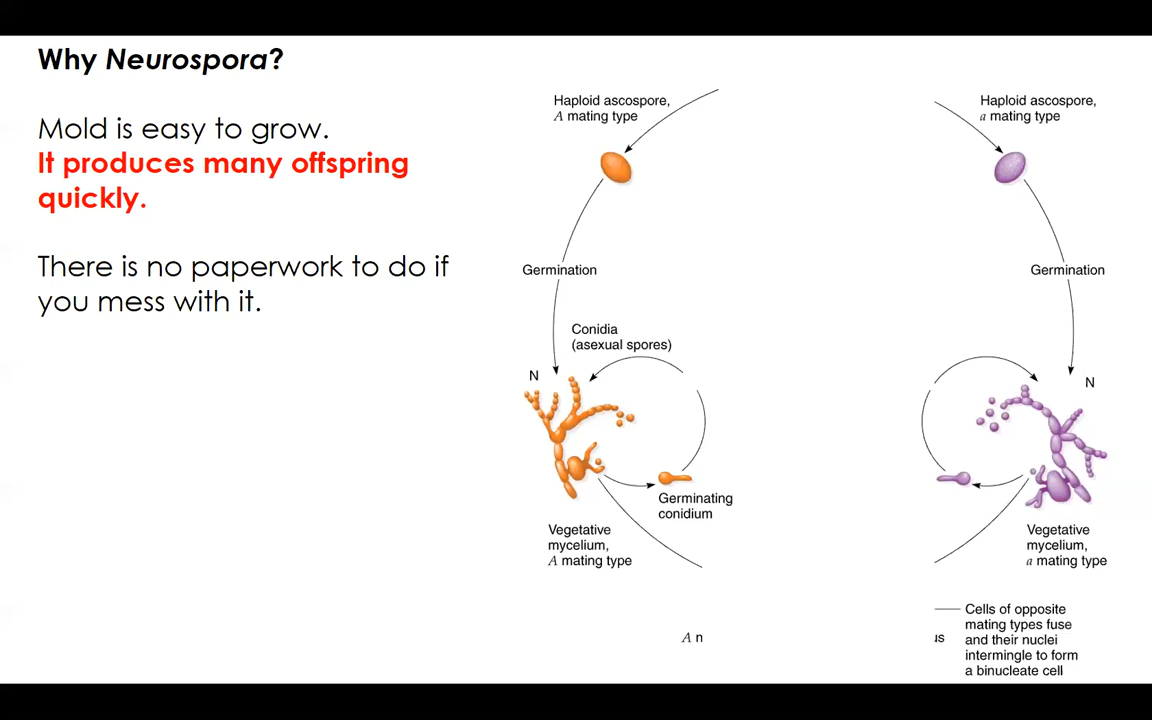 Why Neurospora?
Mold is easy to grow.
It produces many offspring
quickly.
There is no paperwork to do if
you mess with it.
Haploid ascospore,
A mating type
Germination
Conidia
(asexual spores)
N
Germinating
conidium
Vegetative
mycelium,
A mating type
A n
Haploid ascospore,
a mating type
Germination
N
Vegetative
mycelium,
a mating type
us
Cells of opposite
mating types fuse
and their nuclei
intermingle to form
a binucleate cell